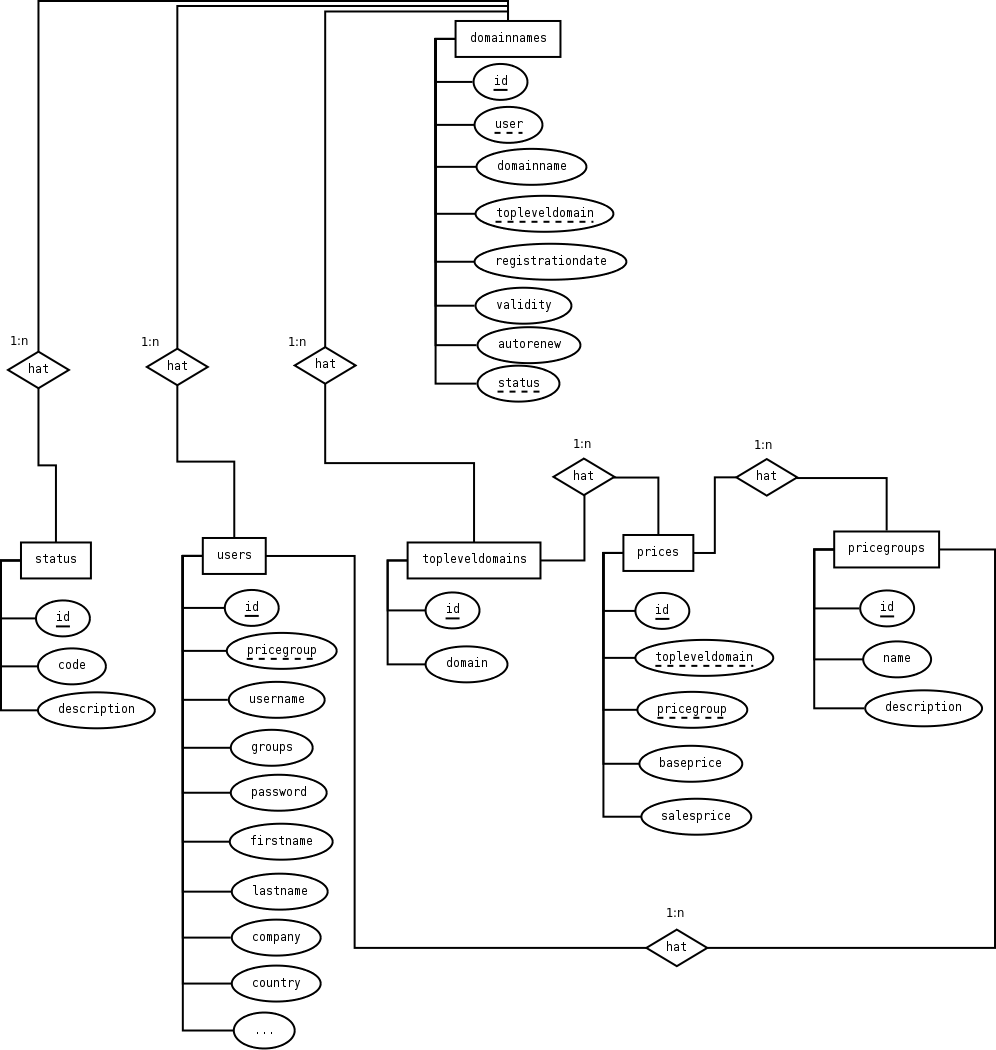 domainnames
id
user
domainname
topleveldomain
registrationdate
validity
autorenew
status
1:n
hat
1:n
hat
1:n
hat
1:n
hat
1:n
hat
status
id
code
description
users
id
pricegroup
username
groups
password
firstname
lastname
company
country
...
topleveldomains
id
domain
prices
id
topleveldomain
pricegroup
baseprice
salesprice
pricegroups
id
name
description
1:n
hat